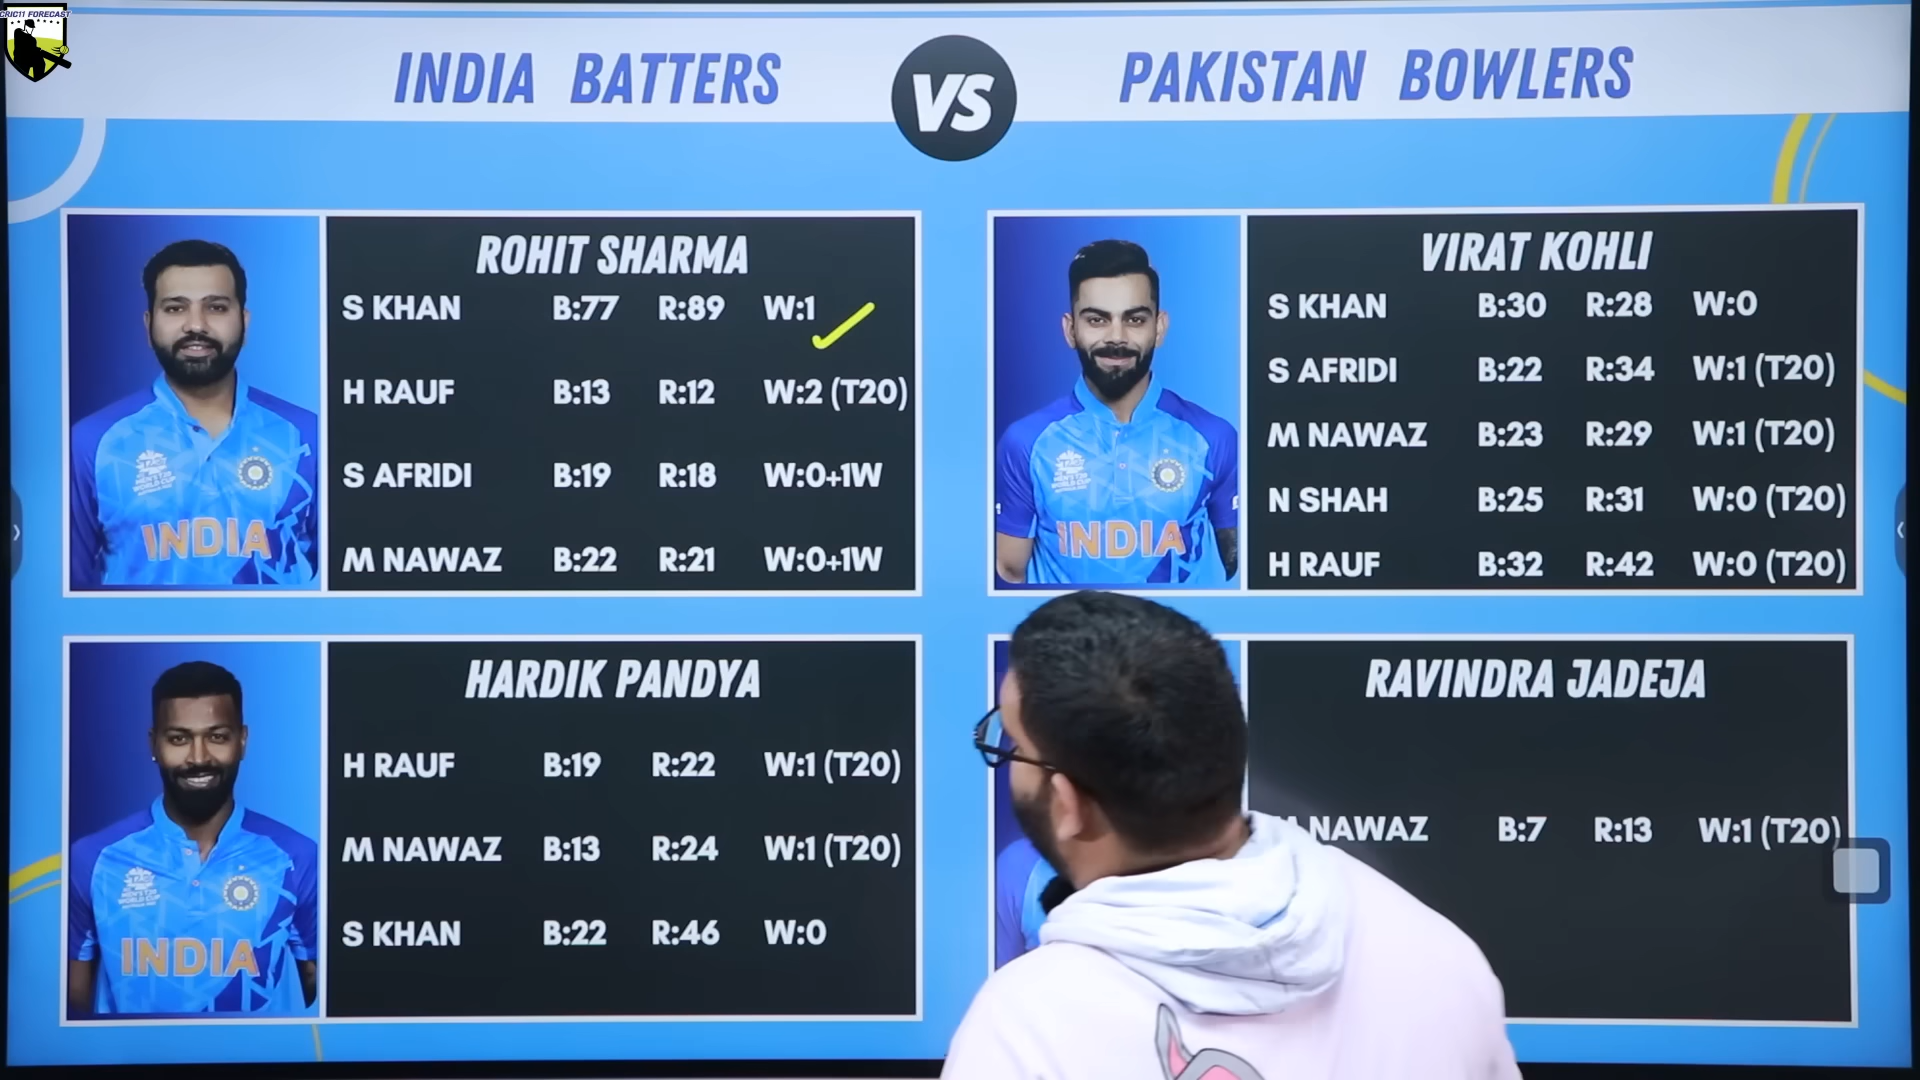 CRIC11 FORECAST
INDIA BATTERS VS PAKISTAN BOWLERS
ROHIT SHARMA
S KHAN B:77 R:89 W:1
H RAUF B:13 R:12 W:2 (T20)
S AFRIDI B:19 R:18 W:0+1W
M NAWAZ B:22 R:21 W:0+1W
INDIA
VIRAT KOHLI
S KHAN B:30 R:28 W:0
S AFRIDI B:22 R:34 W:1 (T20)
M NAWAZ B:23 R:29 W:1 (T20)
N SHAH B:25 R:31 W:0 (T20)
H RAUF B:32 R:42 W:0 (T20)
INDIA
HARDIK PANDYA
H RAUF B:19 R:22 W:1 (T20)
M NAWAZ B:13 R:24 W:1 (T20)
S KHAN B:22 R:46 W:0
INDIA
RAVINDRA JADEJA
NAWAZ B:7 R:13 W:1 (T20)